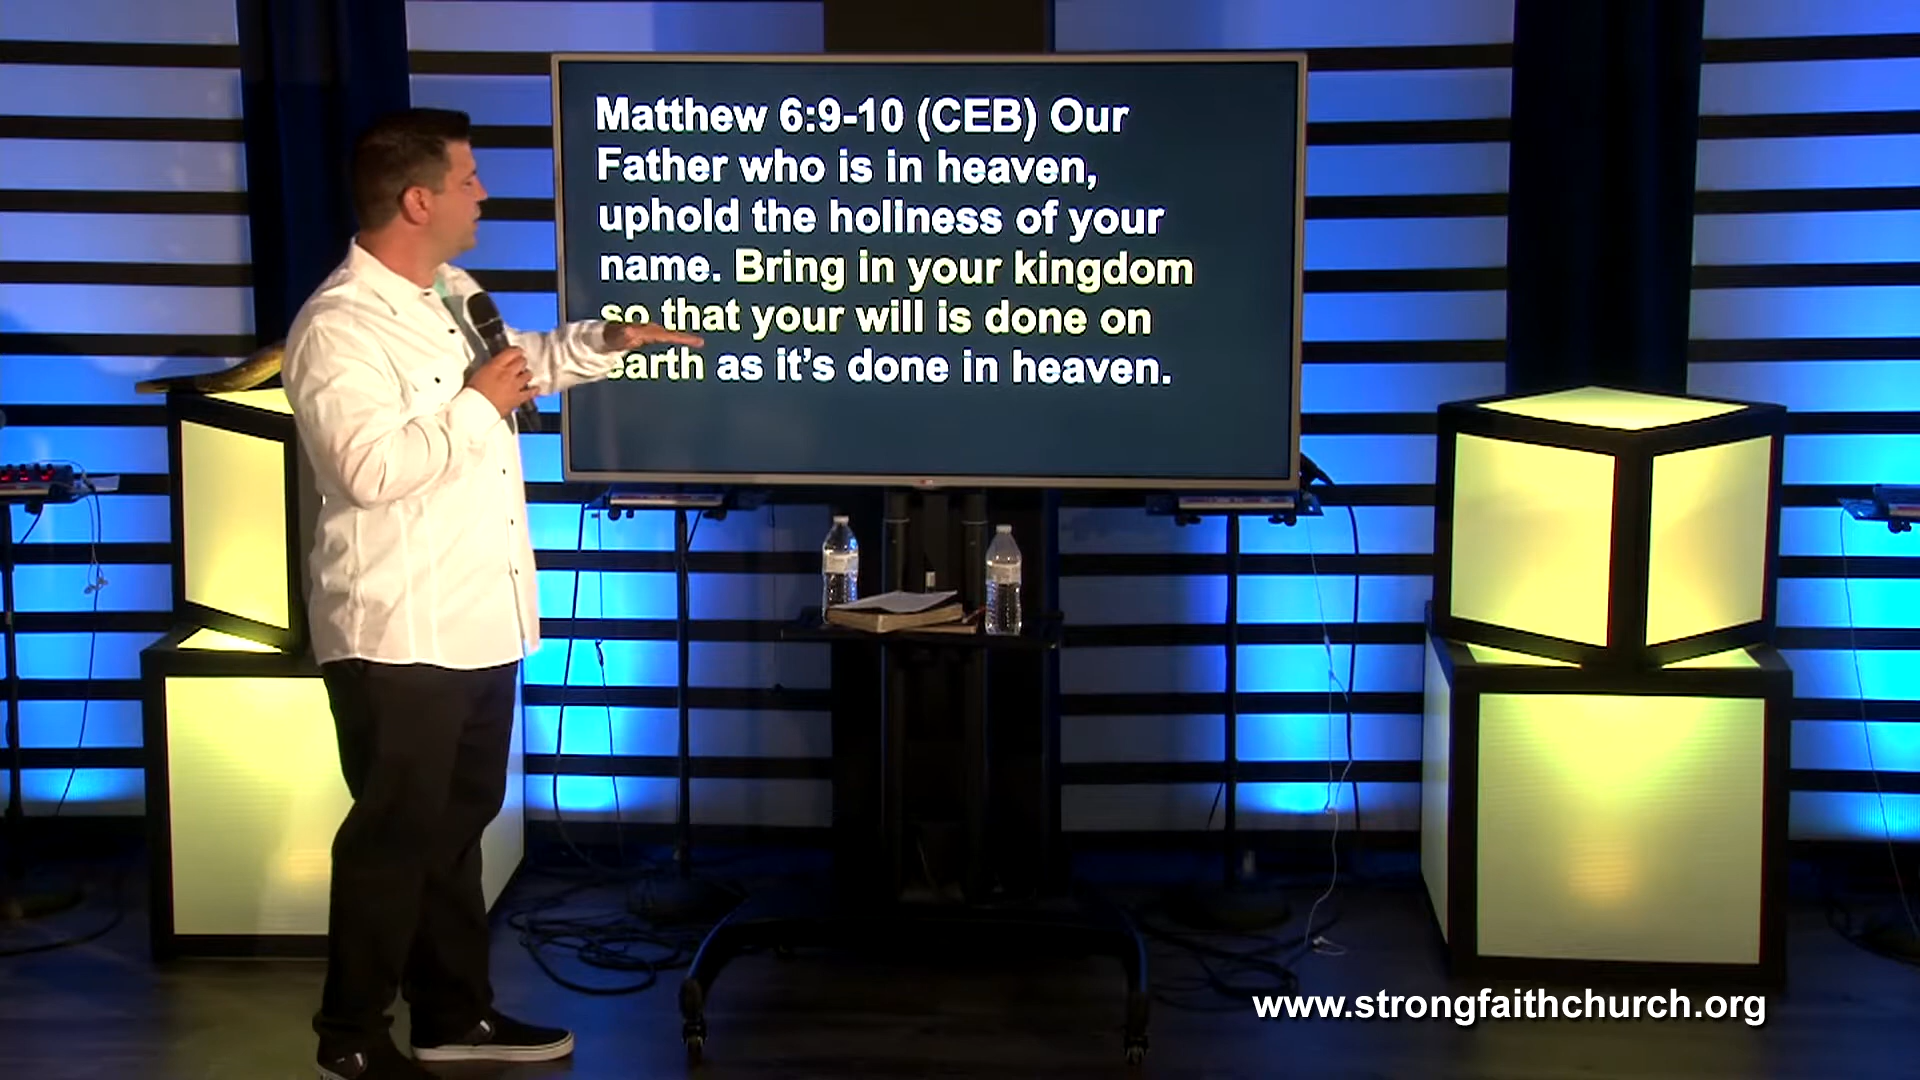 Matthew 6:9-10 (CEB) Our
Father who is in heaven,
uphold the holiness of your
name. Bring in your kingdom
so that your will is done on
earth as it’s done in heaven.
www.strongfaithchurch.org